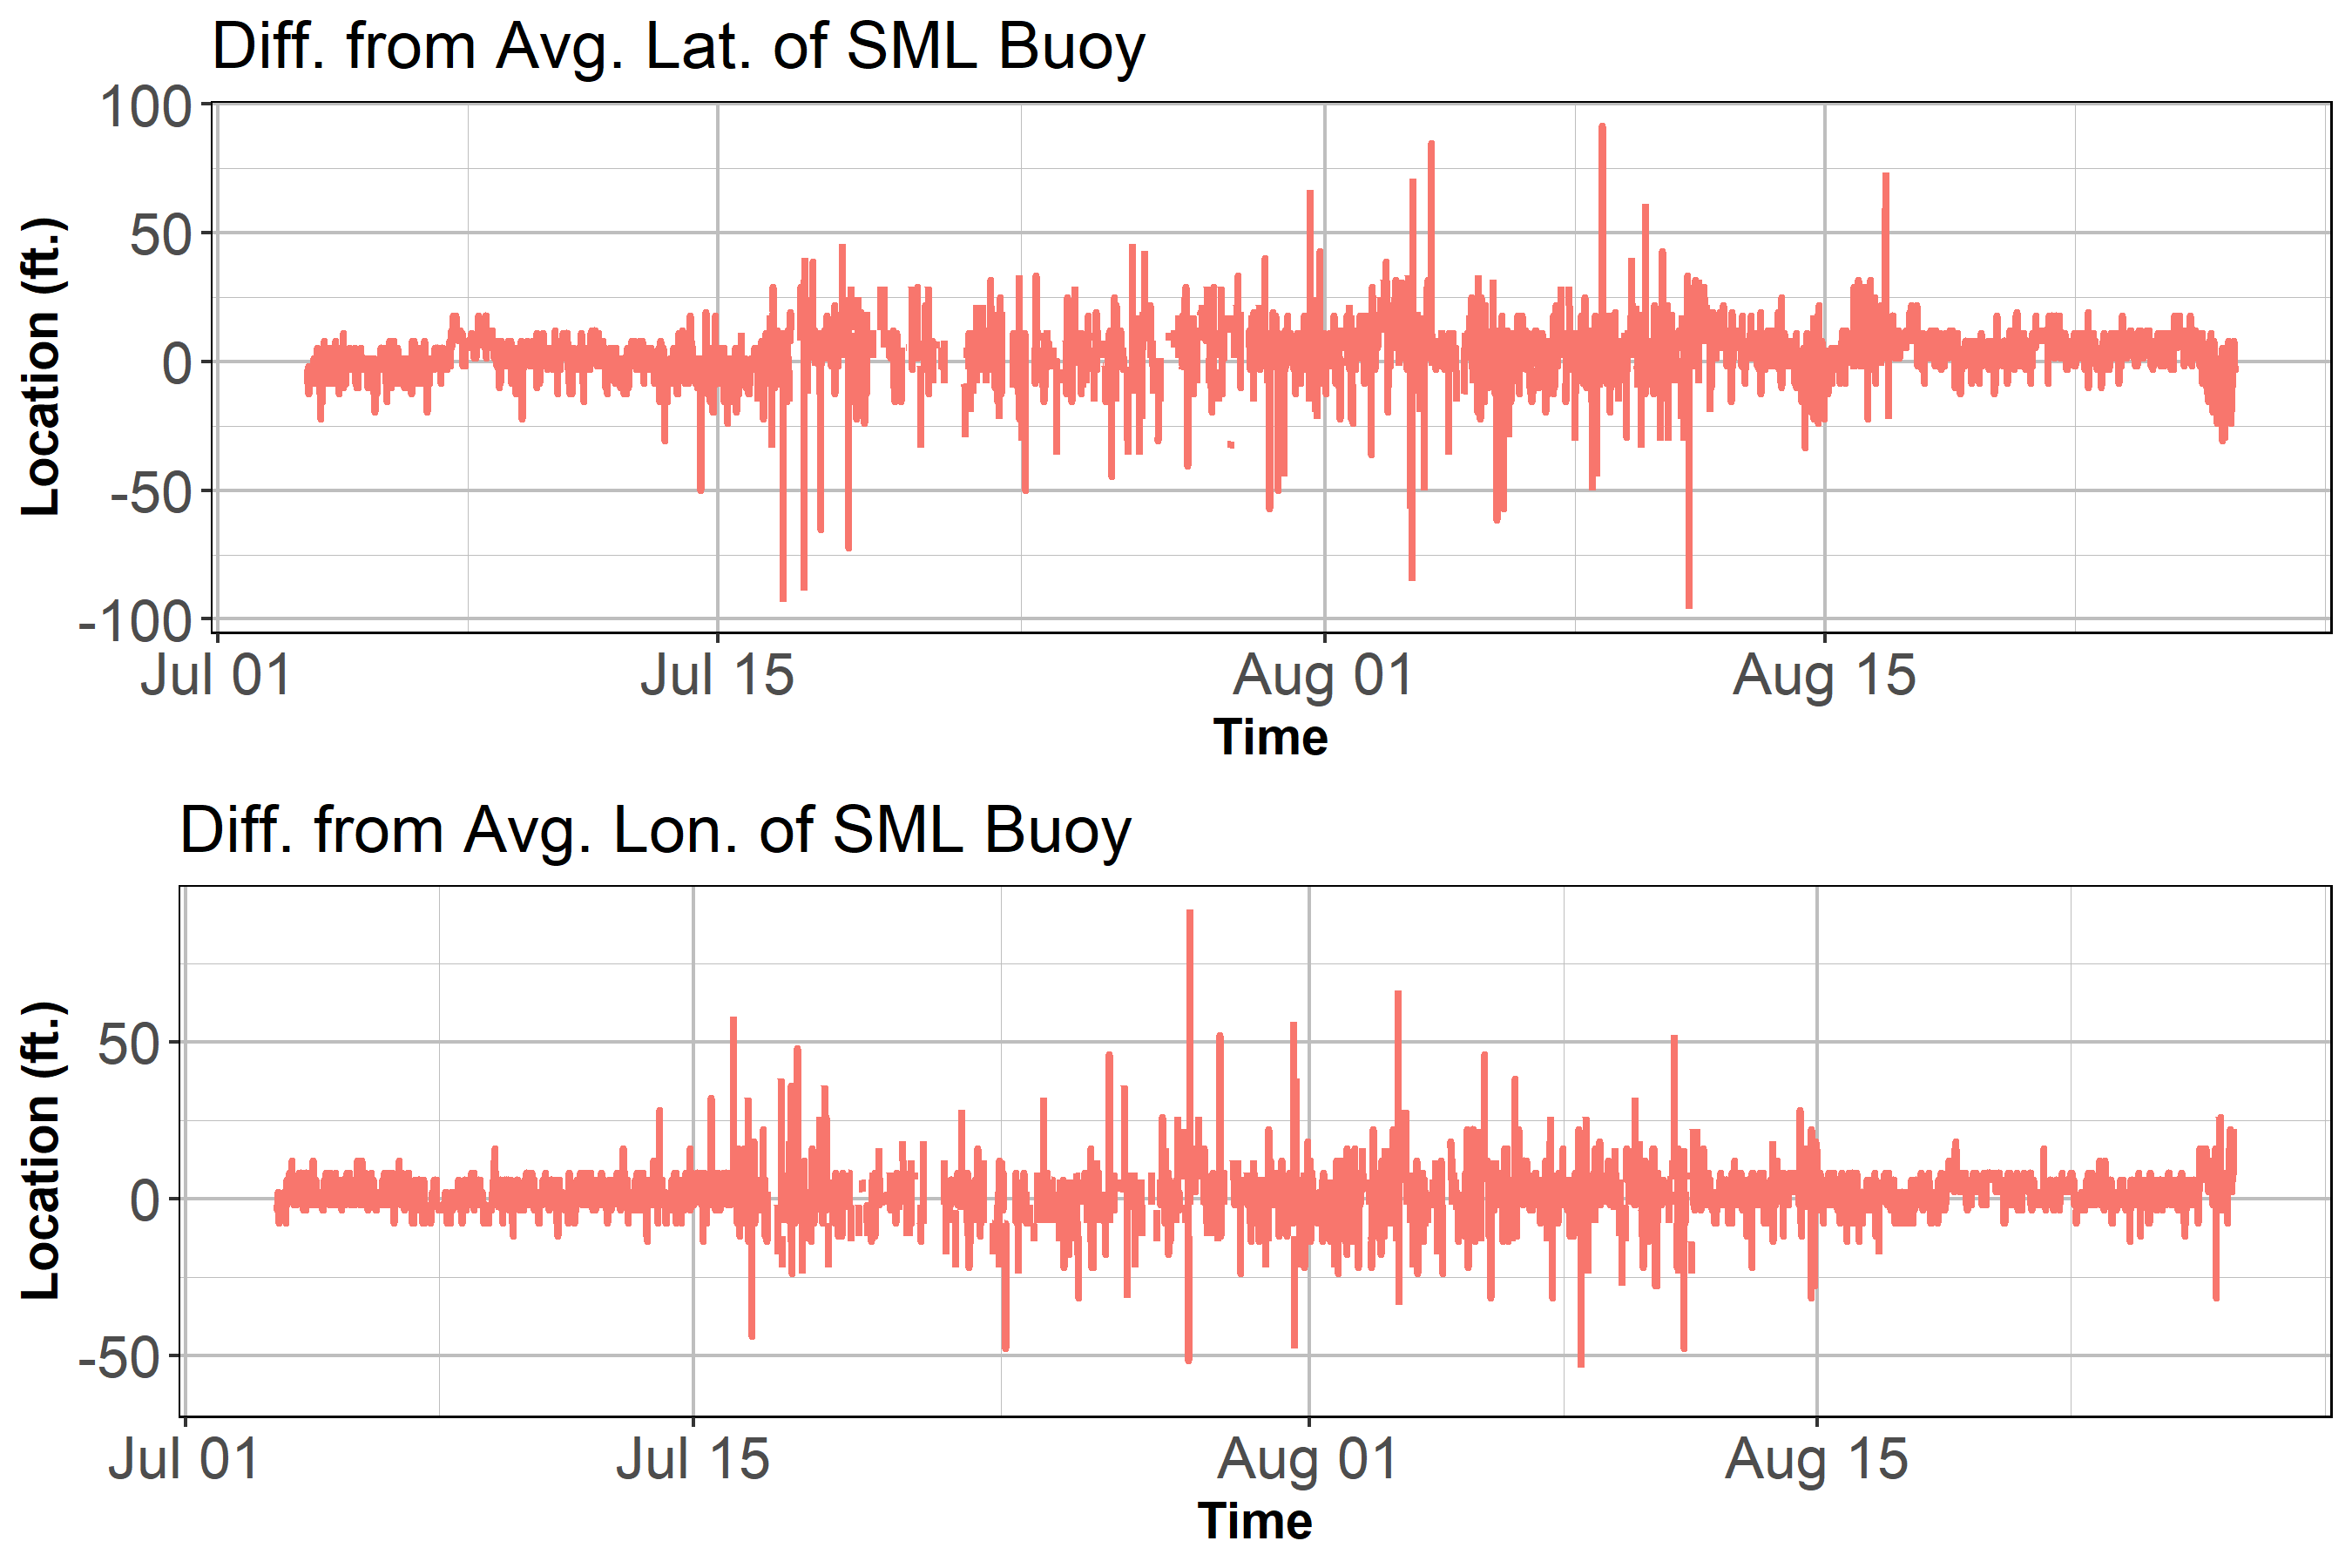 Diff. from Avg. Lat. of SML Buoy
100
50
0
-50
-100
Location (ft.)
Jul 01 Jul 15 Aug 01 Aug 15
Time
Diff. from Avg. Lon. of SML Buoy
50
0
-50
Location (ft.)
Jul 01 Jul 15 Aug 01 Aug 15
Time